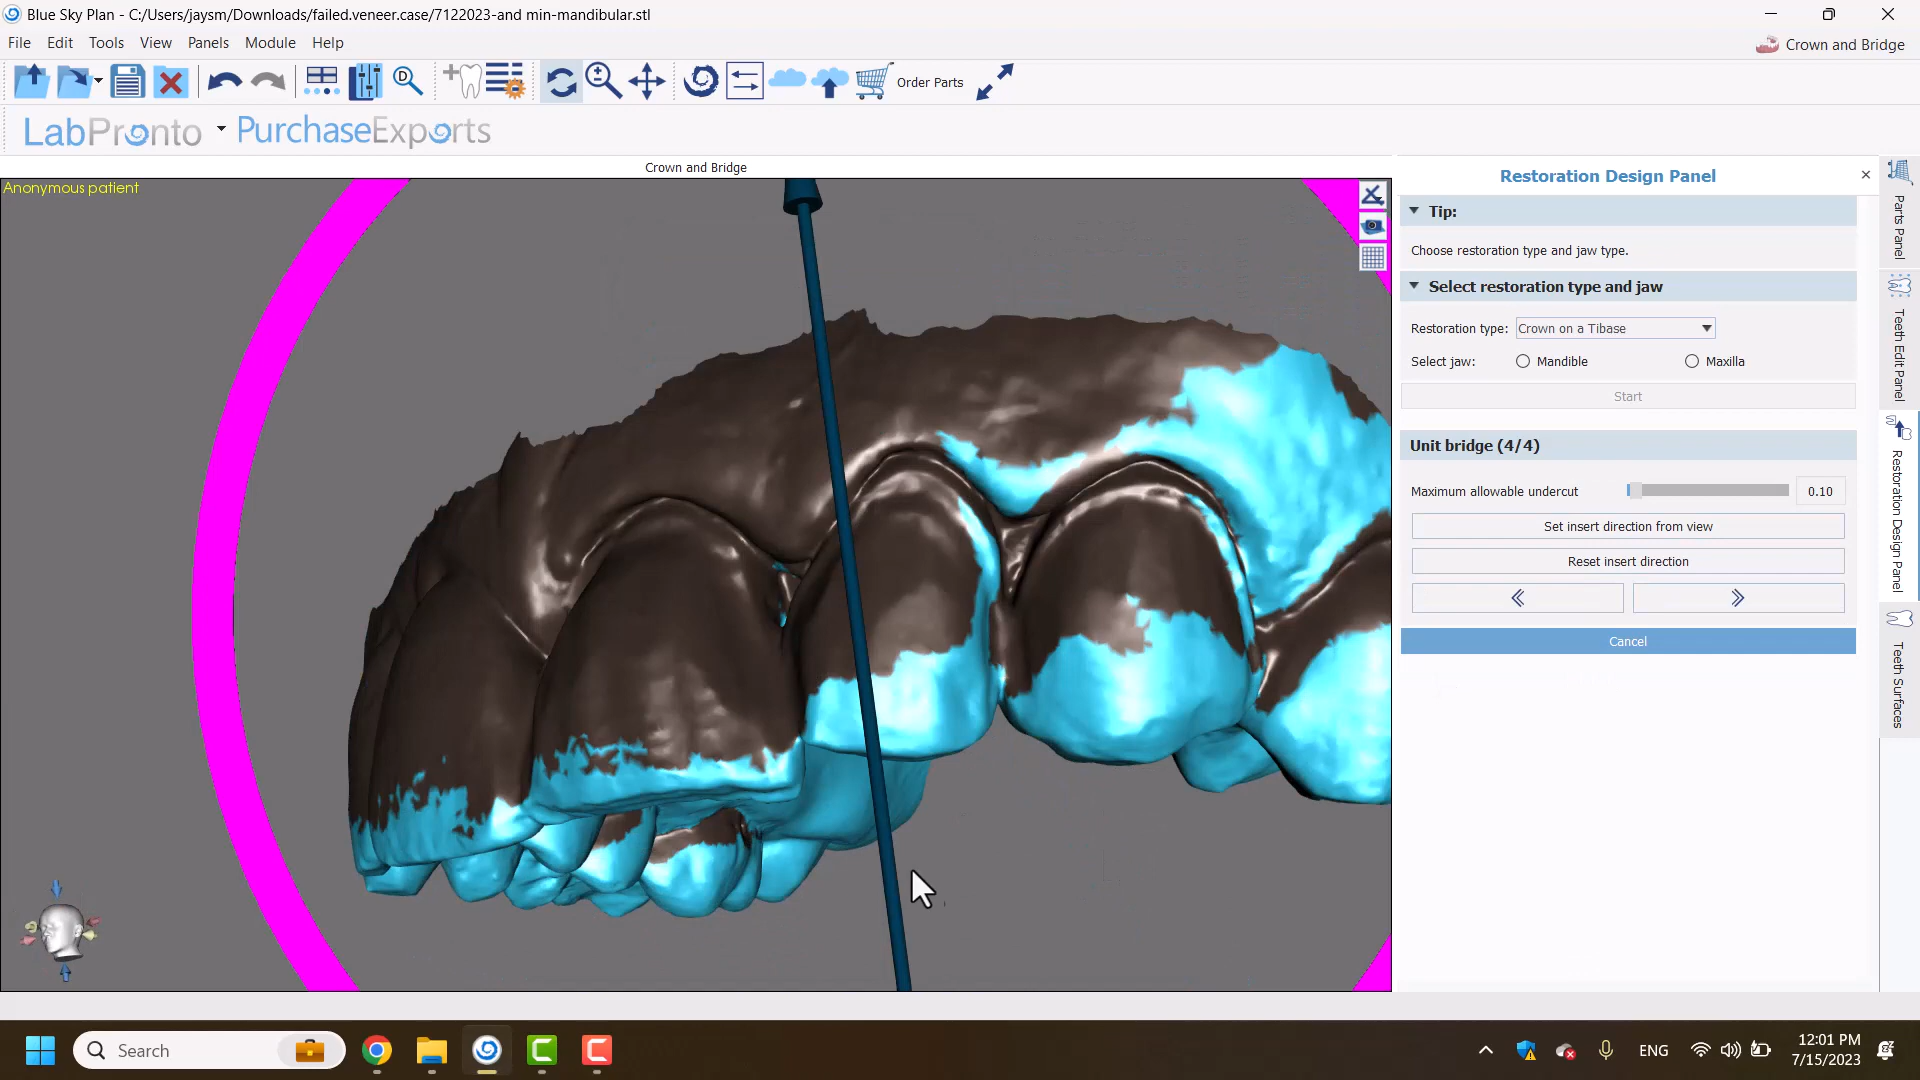 Blue Sky Plan - C:/Users/jaysm/Downloads/failed.veneer.case/7122023-and min-mandibular.stl
File Edit Tools View Panels Module Help
Crown and Bridge
D
Order Parts
LabPronto PurchaseExports
Crown and Bridge
Anonymous patient
Restoration Design Panel
Tip:
Choose restoration type and jaw type.
Select restoration type and jaw
Restoration type: Crown on a Tibase
Select jaw: Mandible Maxilla
Start
Unit bridge (4/4)
Maximum allowable undercut 0.10
Set insert direction from view
Reset insert direction
Cancel
Parts Panel
Teeth Edit Panel
Restoration Design Panel
Teeth Surfaces
Search
ENG
12:01 PM
7/15/2023